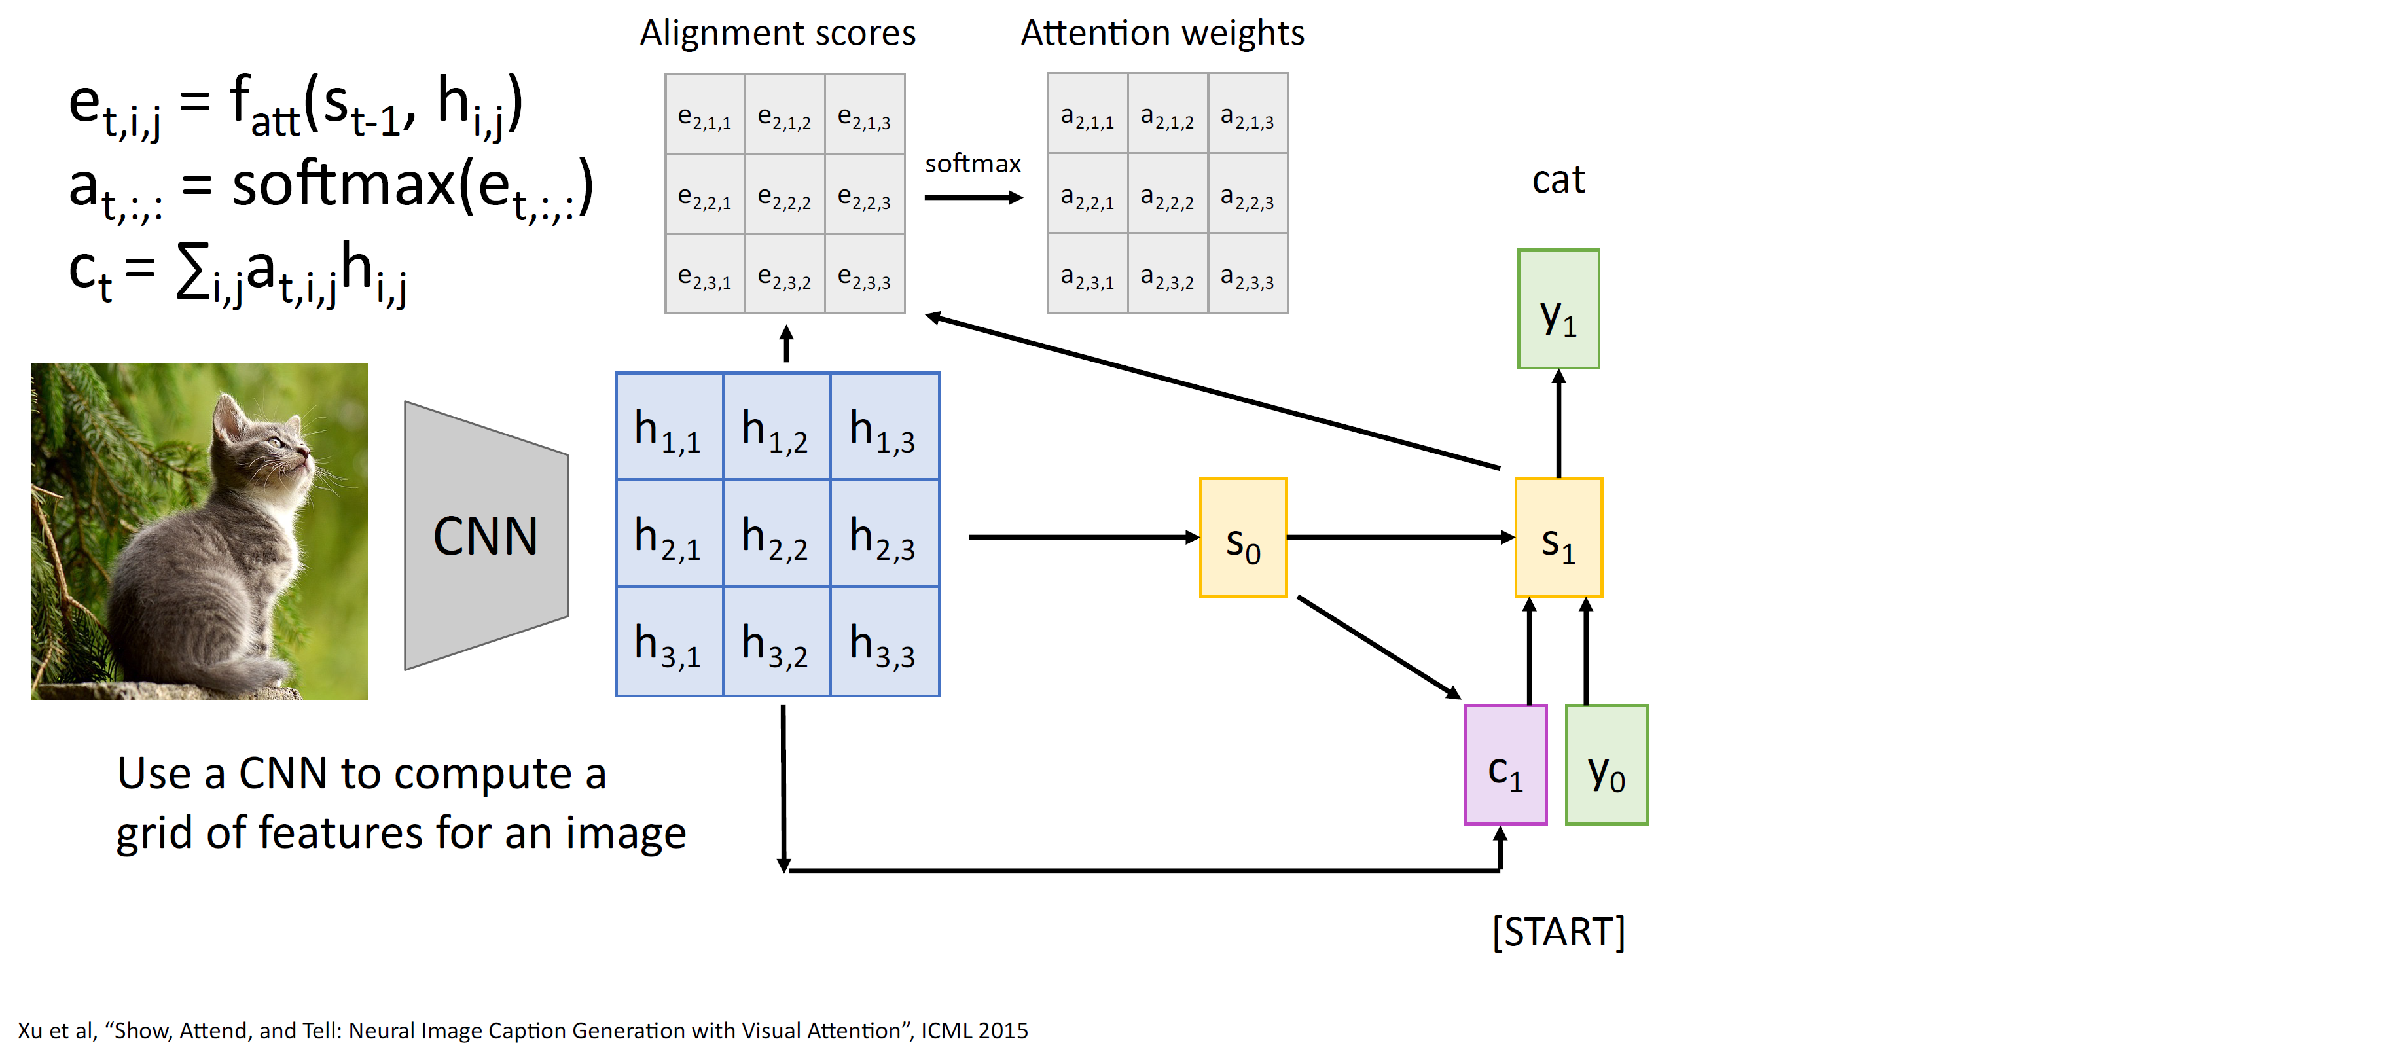 Alignment scores
Attention weights
e_{t,i,j} = f_{att}(s_{t-1}, h_{i,j})
a_{t,:,:} = softmax(e_{t,:,:})
c_t = ∑_{i,j}a_{t,i,j}h_{i,j}
e_{2,1,1} e_{2,1,2} e_{2,1,3}
e_{2,2,1} e_{2,2,2} e_{2,2,3}
e_{2,3,1} e_{2,3,2} e_{2,3,3}
softmax
a_{2,1,1} a_{2,1,2} a_{2,1,3}
a_{2,2,1} a_{2,2,2} a_{2,2,3}
a_{2,3,1} a_{2,3,2} a_{2,3,3}
cat
y_1
CNN
h_{1,1} h_{1,2} h_{1,3}
h_{2,1} h_{2,2} h_{2,3}
h_{3,1} h_{3,2} h_{3,3}
s_0
s_1
c_1
y_0
Use a CNN to compute a
grid of features for an image
[START]
Xu et al, “Show, Attend, and Tell: Neural Image Caption Generation with Visual Attention”, ICML 2015